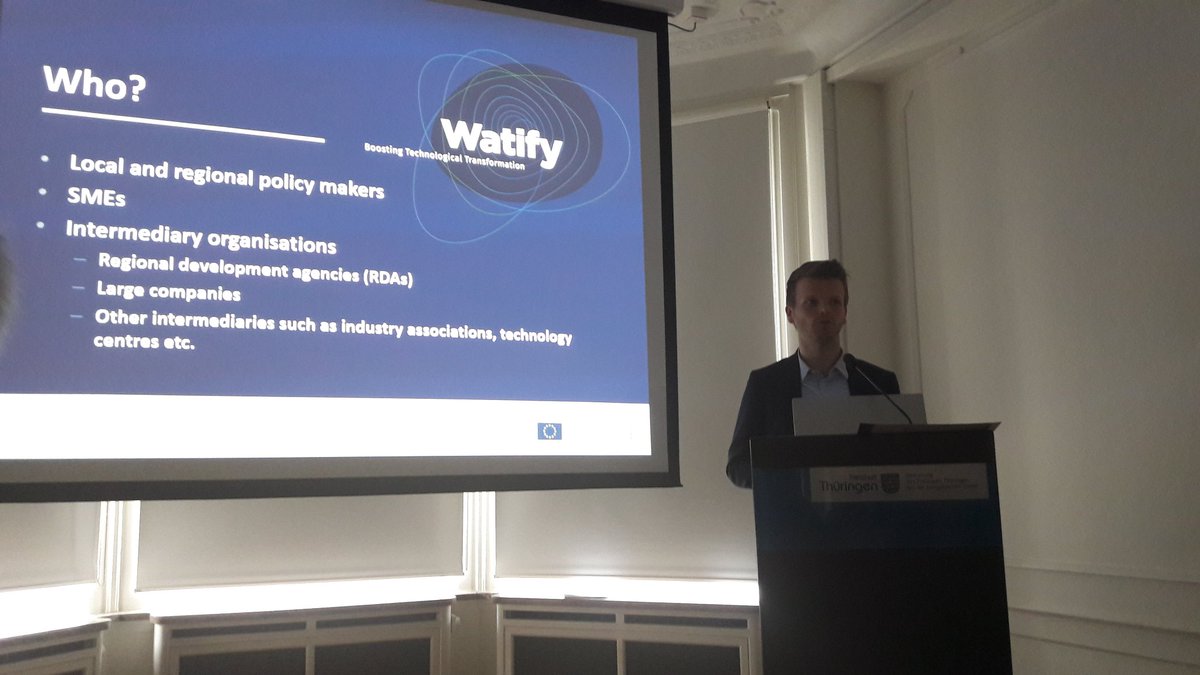 Who?
Watify
Boosting Technological Transformation
• Local and regional policy makers
• SMEs
• Intermediary organisations
– Regional development agencies (RDAs)
– Large companies
– Other intermediaries such as industry associations, technology
centres etc.
Freistaat
Thüringen